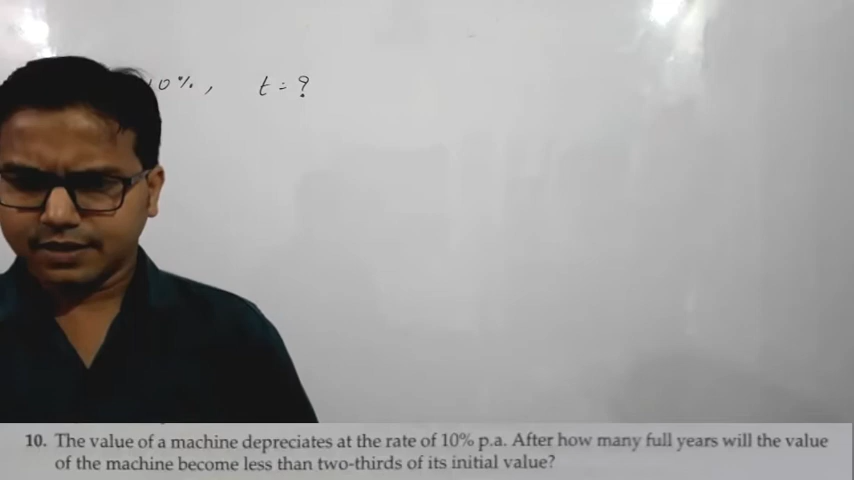 10%, t = ?
10. The value of a machine depreciates at the rate of 10% p.a. After how many full years will the value
of the machine become less than two-thirds of its initial value?